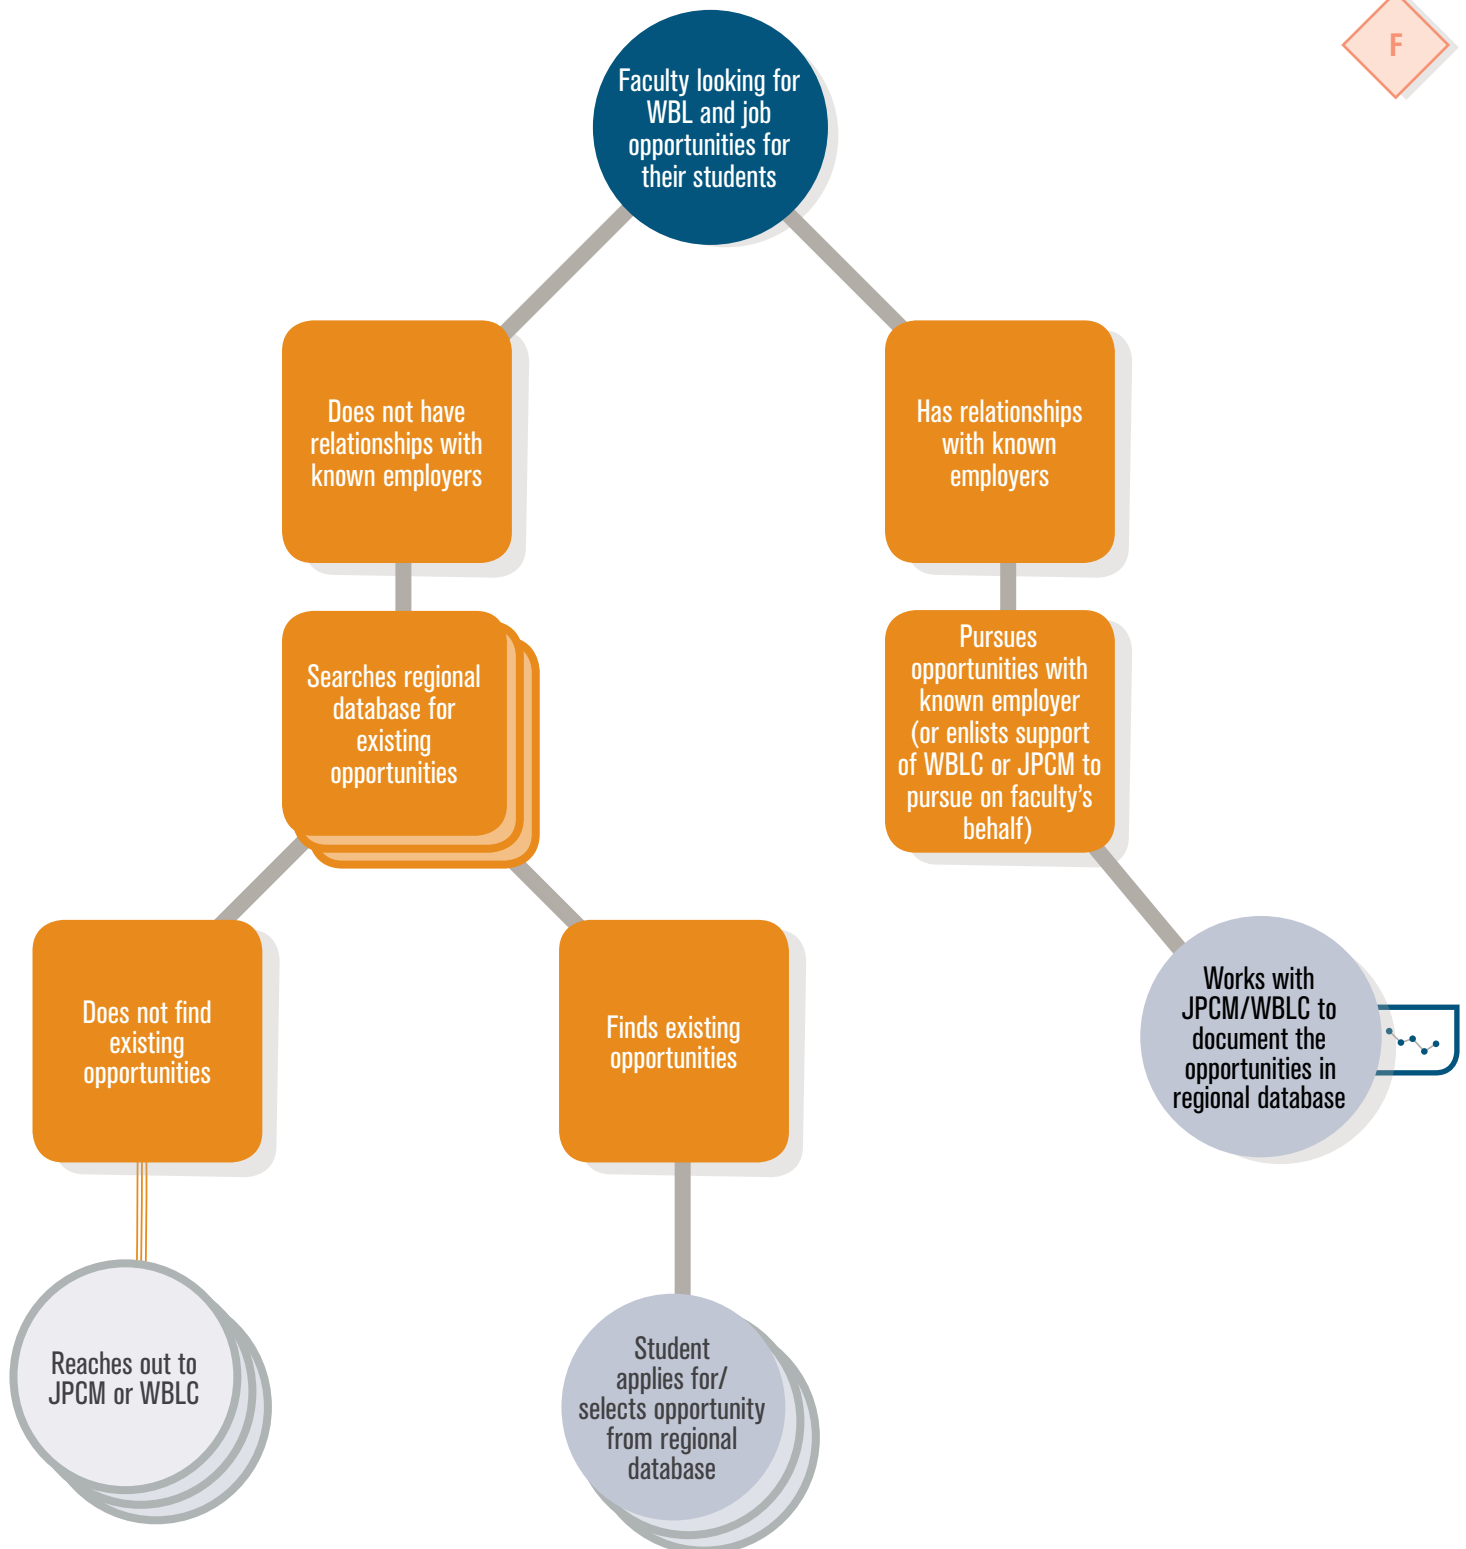 F
Faculty looking for
WBL and job
opportunities for
their students
Does not have
relationships with
known employers
Has relationships
with known
employers
Searches regional
database for
existing
opportunities
Pursues
opportunities with
known employer
(or enlists support
of WBLC or JPCM to
pursue on faculty’s
behalf)
Does not find
existing
opportunities
Finds existing
opportunities
Works with
JPCM/WBLC to
document the
opportunities in
regional database
Reaches out to
JPCM or WBLC
Student
applies for/
selects opportunity
from regional
database